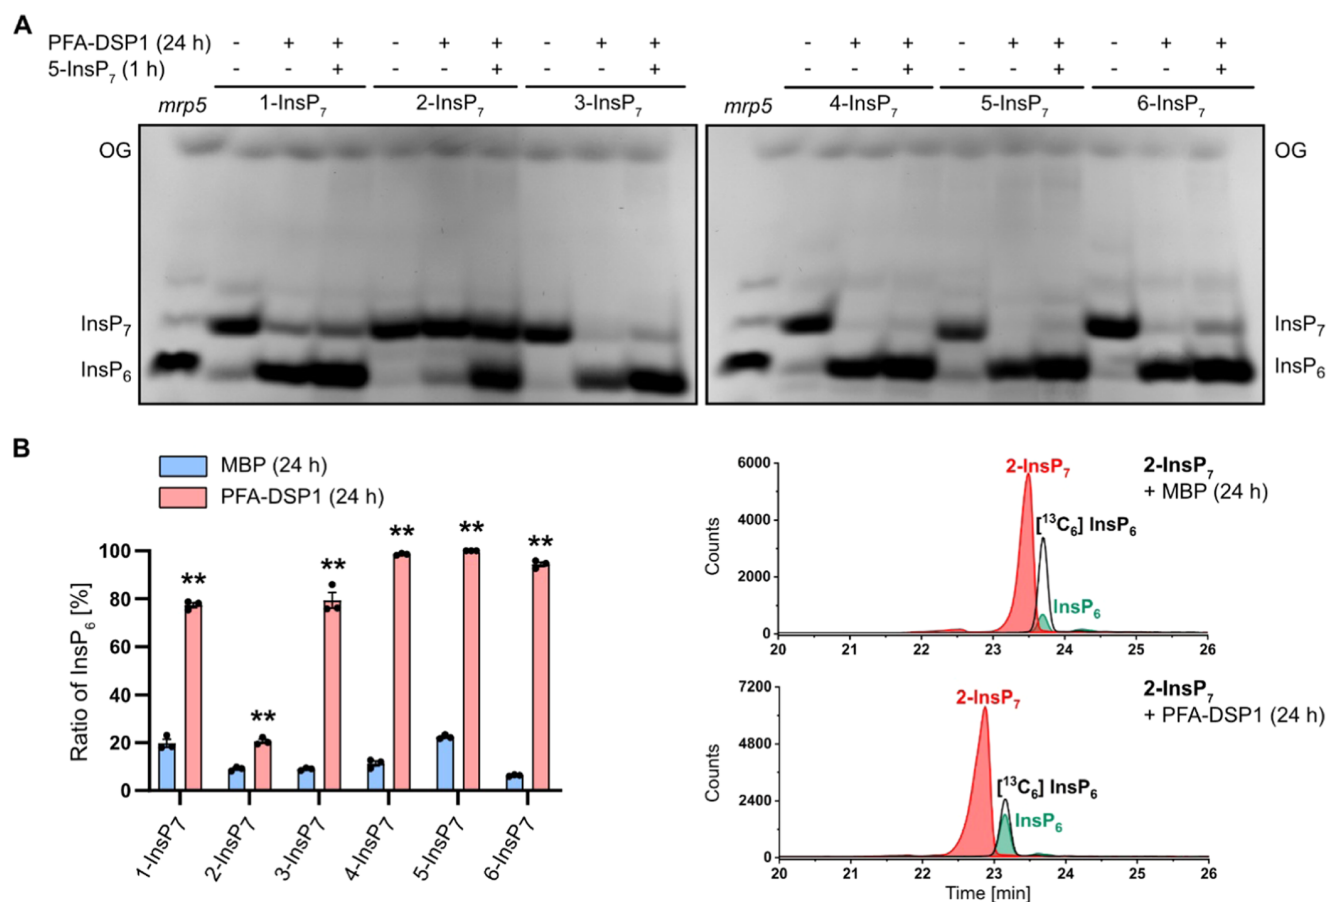 A
PFA-DSP1 (24 h) - + + - + + - + + - + + - + + - + +
5-InsP₇ (1 h) - - + - - + - - + - - + - - + - - +
mrp5 1-InsP₇ 2-InsP₇ 3-InsP₇ mrp5 4-InsP₇ 5-InsP₇ 6-InsP₇
OG OG
InsP₇ InsP₇
InsP₆ InsP₆
B
MBP (24 h)
PFA-DSP1 (24 h)
Ratio of InsP₆ [%]
100
80
60
40
20
0
** ** ** ** ** **
1-InsP₇ 2-InsP₇ 3-InsP₇ 4-InsP₇ 5-InsP₇ 6-InsP₇
2-InsP₇
+ MBP (24 h)
Counts
6000
4000
2000
0
2-InsP₇
[¹³C₆] InsP₆
InsP₆
20 21 22 23 24 25 26
2-InsP₇
+ PFA-DSP1 (24 h)
Counts
7200
4800
2400
0
2-InsP₇
[¹³C₆] InsP₆
InsP₆
20 21 22 23 24 25 26
Time [min]